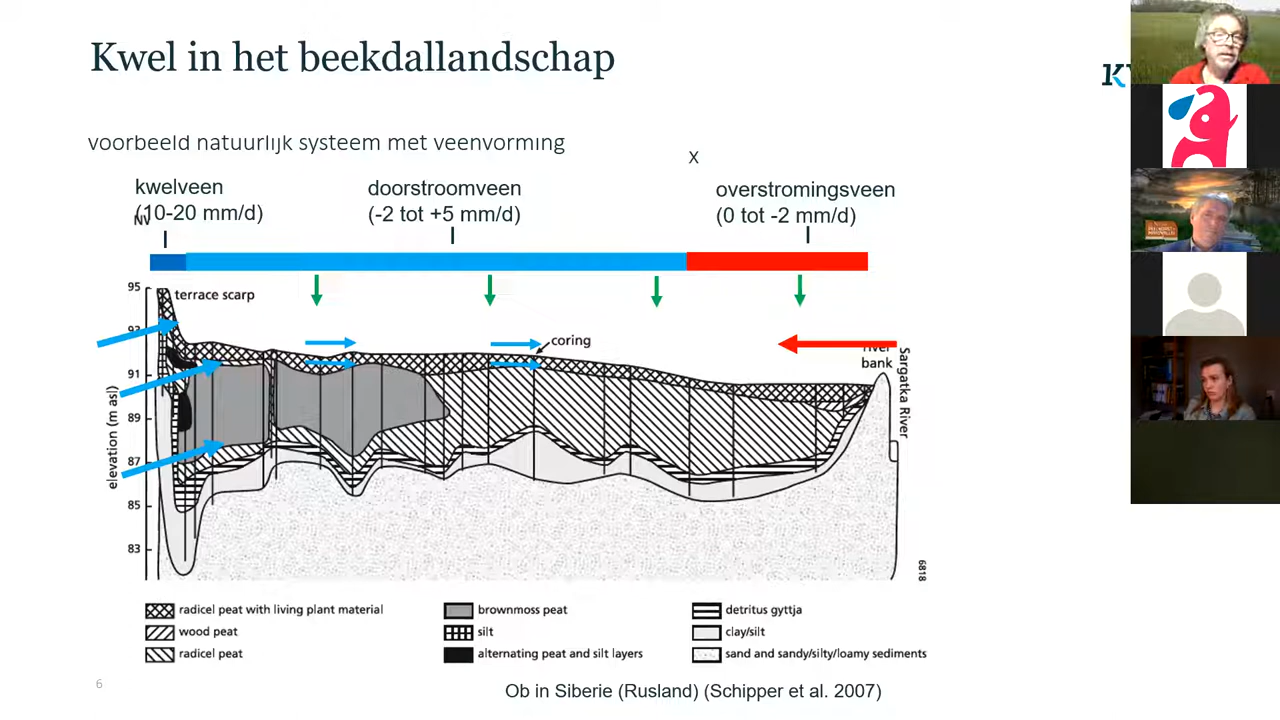 Kwel in het beekdallandschap
voorbeeld natuurlijk systeem met veenvorming
X
kwelveen
(10-20 mm/d)
NV
doorstroomveen
(-2 tot +5 mm/d)
overstromingsveen
(0 tot -2 mm/d)
95
terrace scarp
93
coring
river
bank
91
89
87
85
83
elevation (m asl)
Sargatka River
6818
radicel peat with living plant material
wood peat
radicel peat
brownmoss peat
silt
alternating peat and silt layers
detritus gyttja
clay/silt
sand and sandy/silty/loamy sediments
6
Ob in Siberie (Rusland) (Schipper et al. 2007)